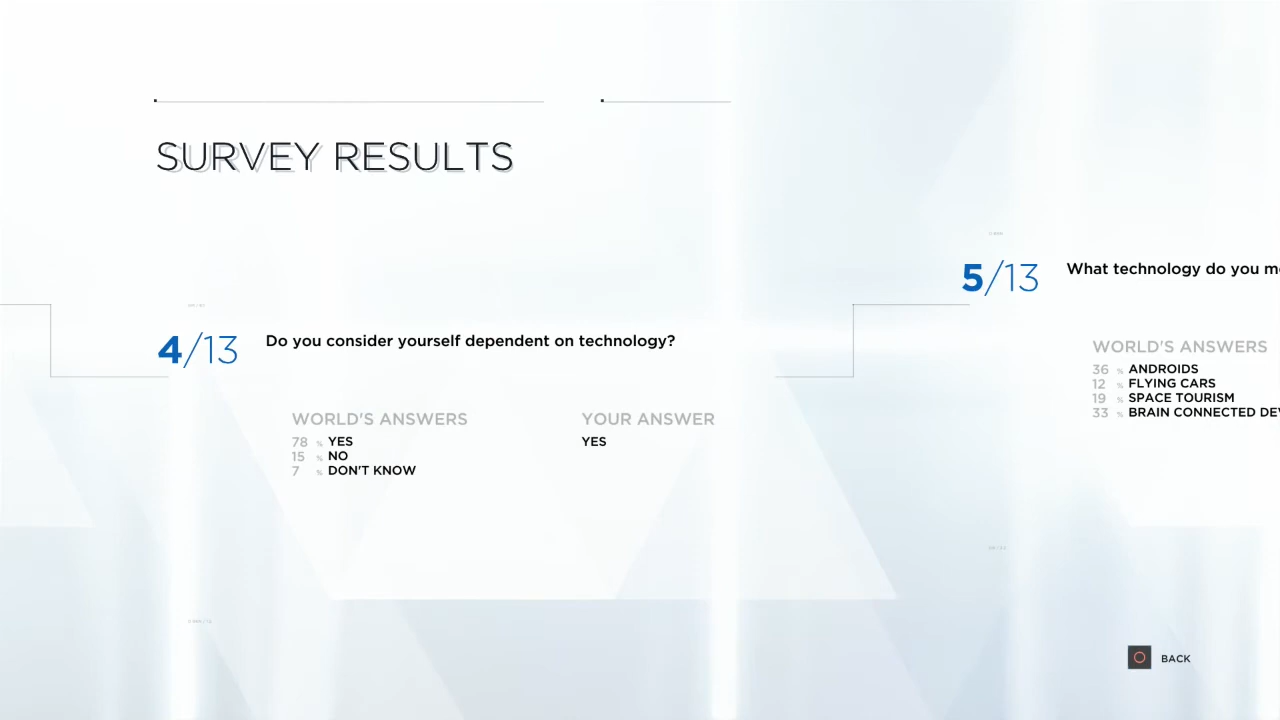 SURVEY RESULTS
4/13
Do you consider yourself dependent on technology?
WORLD'S ANSWERS
78 % YES
15 % NO
7 % DON'T KNOW
YOUR ANSWER
YES
5/13
What technology do you
WORLD'S ANSWERS
36 % ANDROIDS
12 % FLYING CARS
19 % SPACE TOURISM
33 % BRAIN CONNECTED
BACK